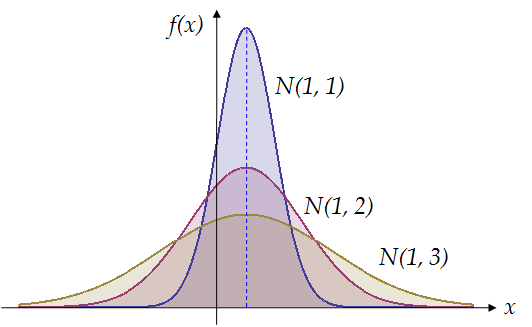 f(x)
N(1, 1)
N(1, 2)
N(1, 3)
x